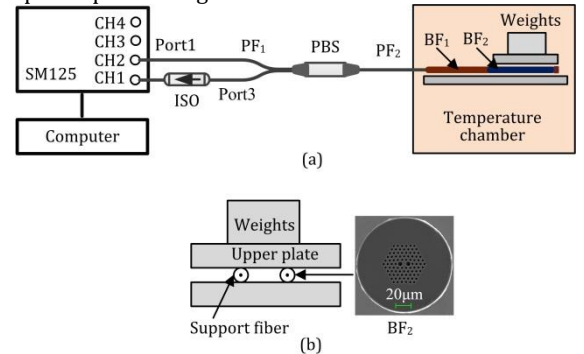 CH4
CH3
CH2
CH1
SM125
Port1
PF₁
PBS
PF₂
ISO
Port3
BF₁
BF₂
Weights
Computer
Temperature
chamber
(a)
Weights
Upper plate
20μm
Support fiber
BF₂
(b)